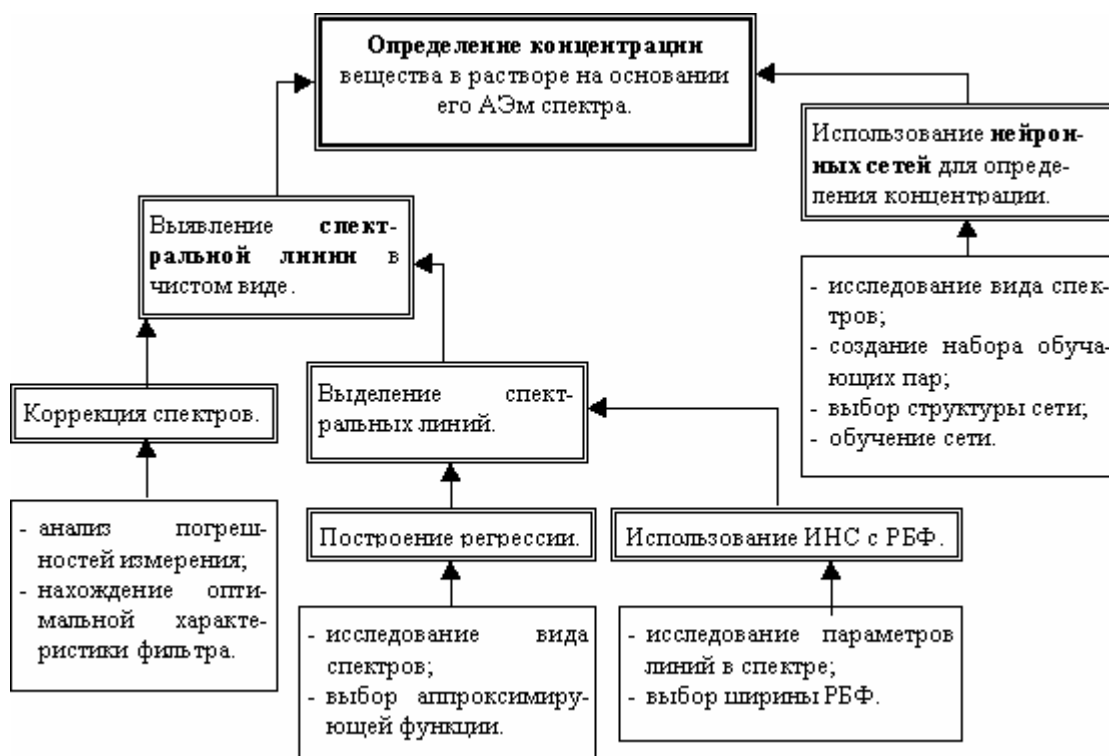 Определение концентрации
вещества в растворе на основании
его АЭм спектра.
Использование нейрон-
ных сетей для опреде-
ления концентрации.
Выявление спект-
ральной линии в
чистом виде.
- исследование вида спек-
тров;
- создание набора обуча-
ющих пар;
- выбор структуры сети;
- обучение сети.
Коррекция спектров.
Выделение спект-
ральных линий.
- анализ погреш-
ностей измерения;
- нахождение опти-
мальной характе-
ристики фильтра.
Построение регрессии.
Использование ИНС с РБФ.
- исследование вида
спектров;
- выбор аппроксимиру-
ющей функции.
- исследование параметров
линий в спектре;
- выбор ширины РБФ.